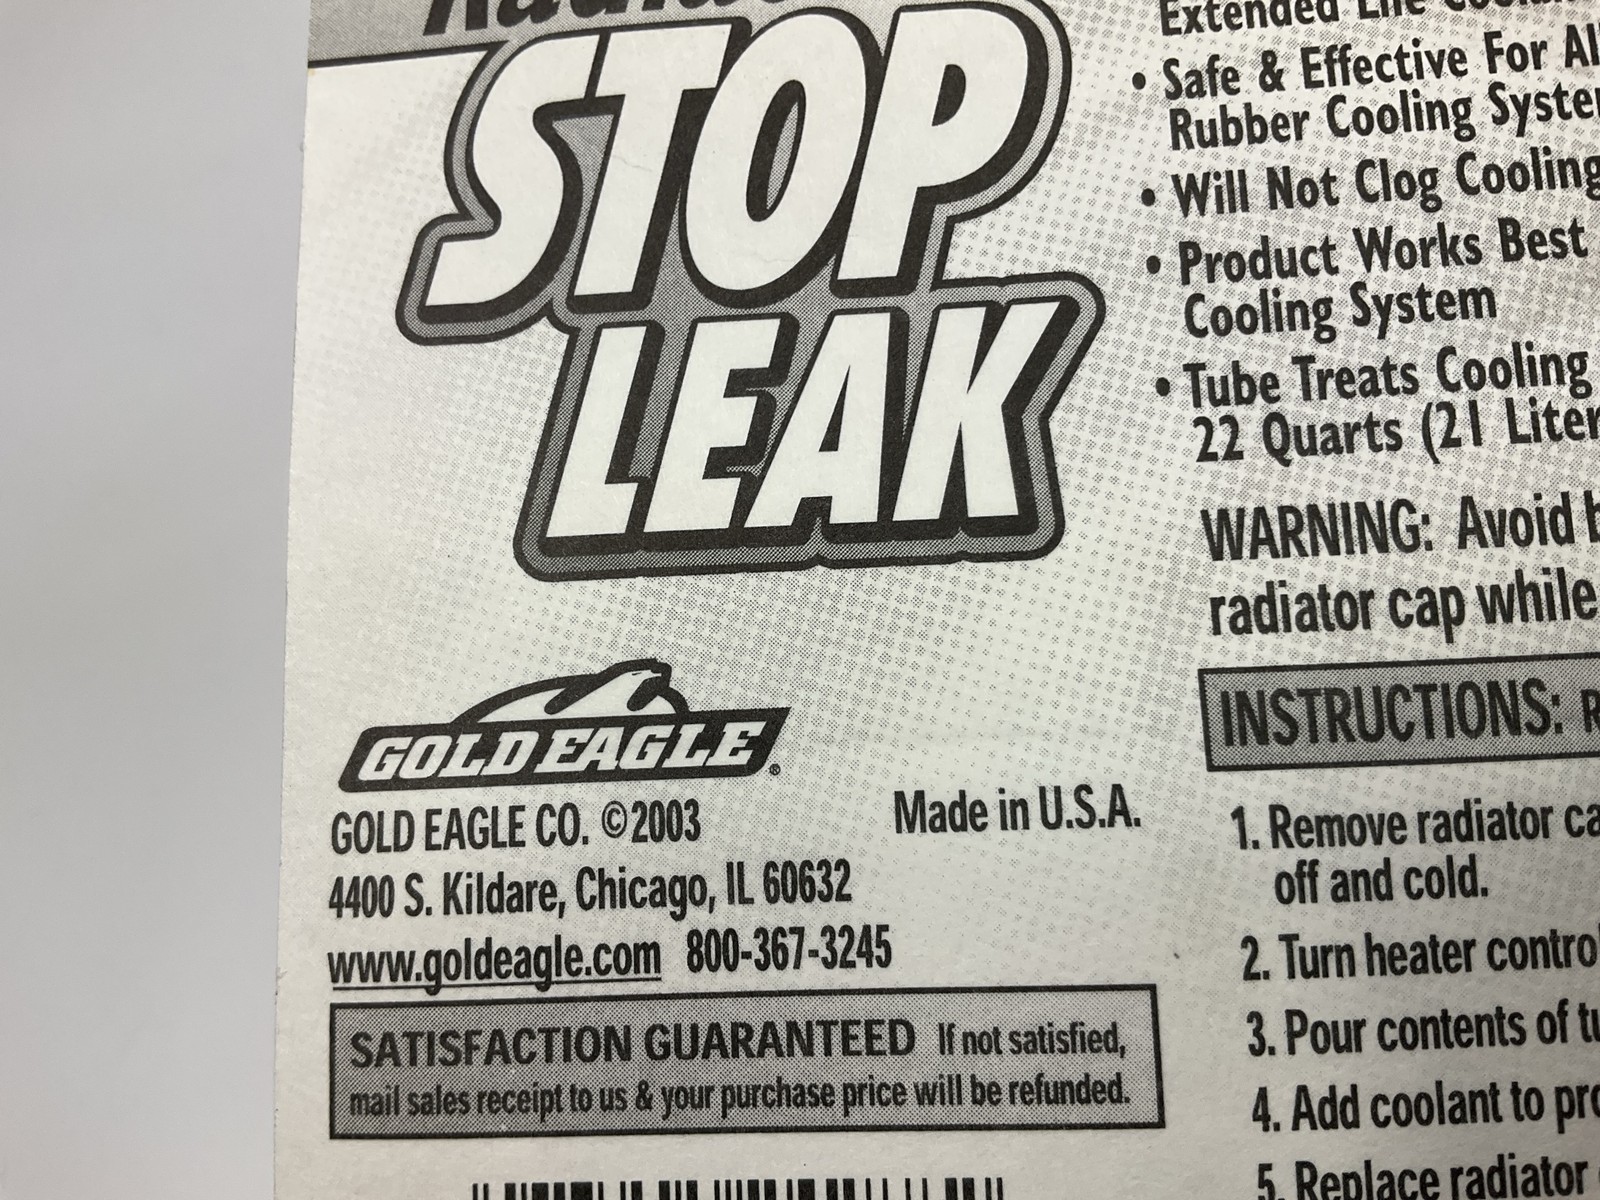 STOP
LEAK
GOLD EAGLE®
GOLD EAGLE CO. ©2003
Made in U.S.A.
4400 S. Kildare, Chicago, IL 60632
www.goldeagle.com 800-367-3245
SATISFACTION GUARANTEED If not satisfied,
mail sales receipt to us & your purchase price will be refunded.
Extended Life
• Safe & Effective For All
Rubber Cooling
• Will Not Clog Cooling
• Product Works Best
Cooling System
• Tube Treats Cooling
22 Quarts (21
WARNING: Avoid
radiator cap while
INSTRUCTIONS:
1. Remove radiator
off and cold.
2. Turn heater
3. Pour contents of
4. Add coolant to
5. Replace radiator